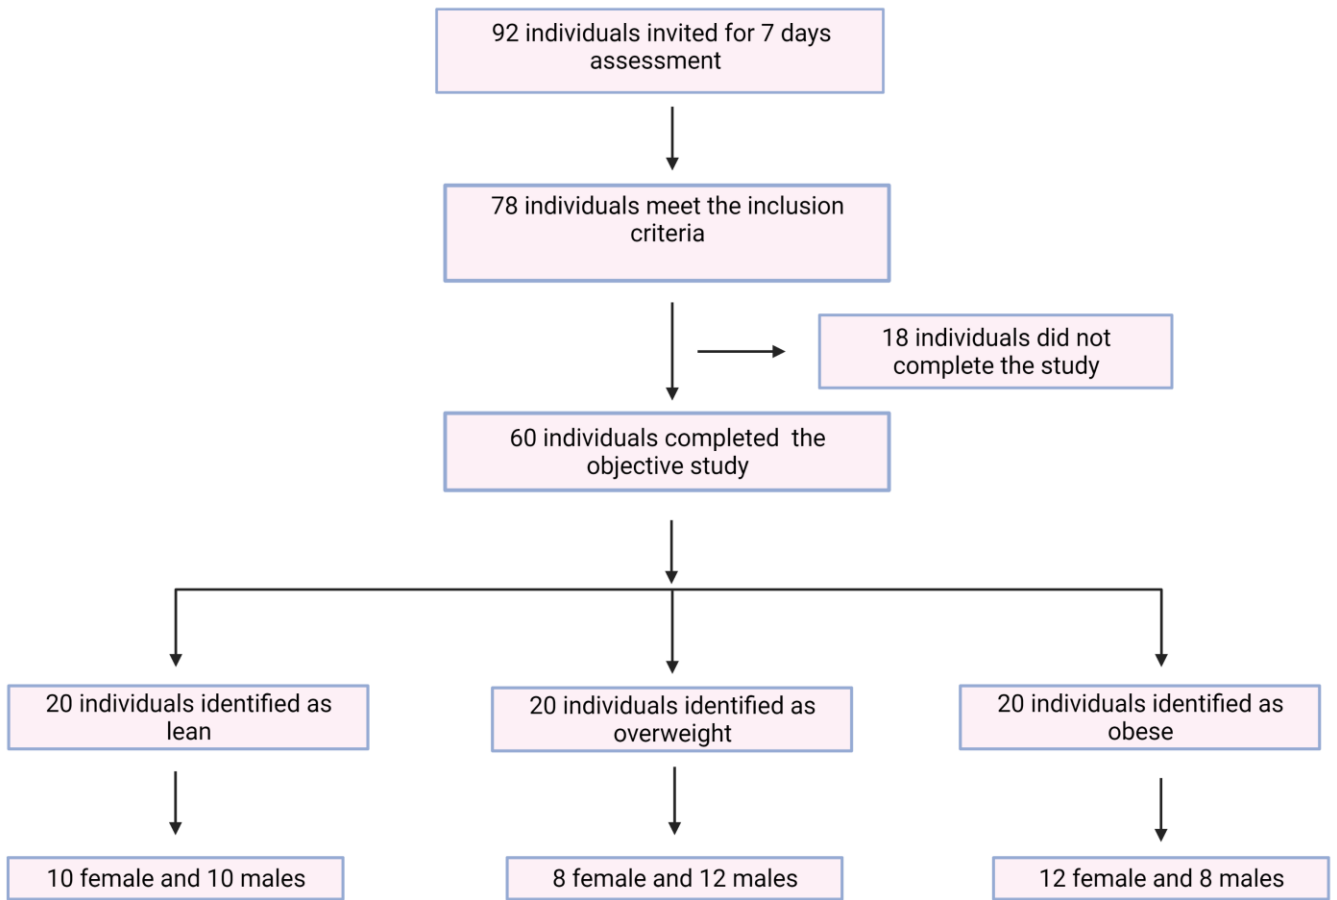 92 individuals invited for 7 days
assessment
78 individuals meet the inclusion
criteria
18 individuals did not
complete the study
60 individuals completed  the
objective study
20 individuals identified as
lean
20 individuals identified as
overweight
20 individuals identified as
obese
10 female and 10 males
8 female and 12 males
12 female and 8 males